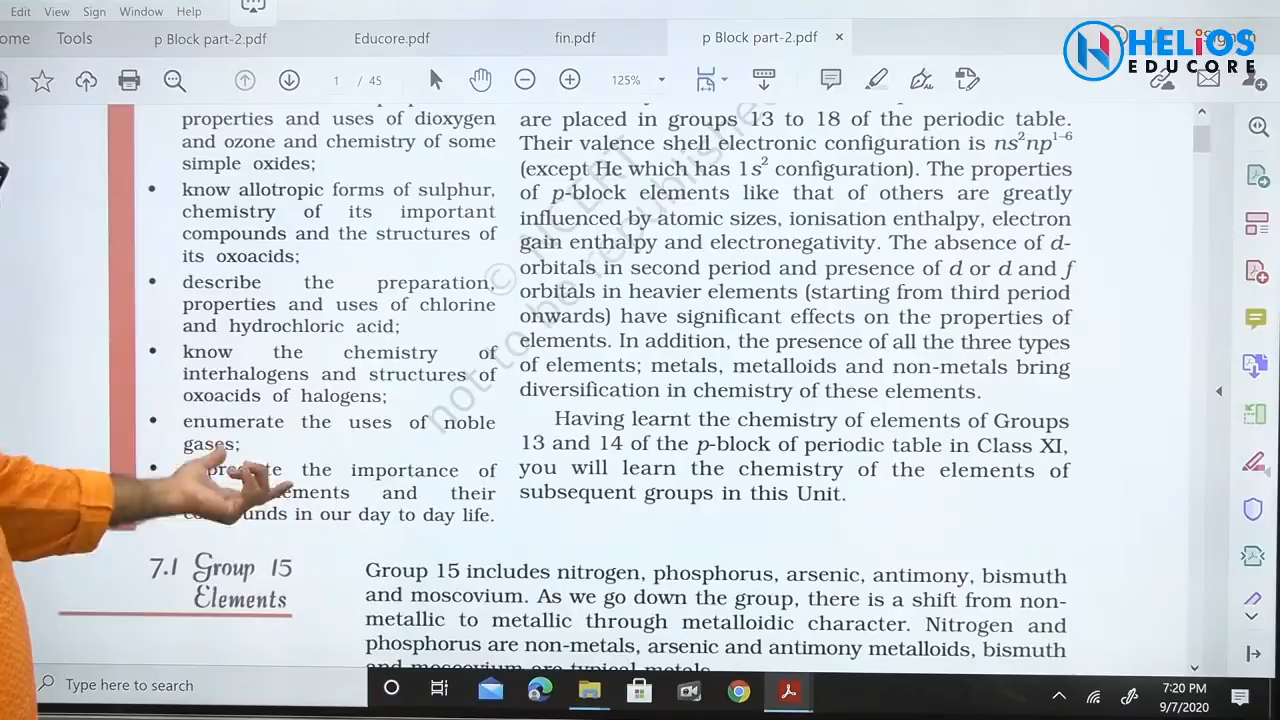 Edit View Sign Window Help
ome Tools p Block part-2.pdf Educore.pdf fin.pdf p Block part-2.pdf ×
HELiOS
EDUCORE
1 / 45 125%
properties and uses of dioxygen
and ozone and chemistry of some
simple oxides;
• know allotropic forms of sulphur,
chemistry of its important
compounds and the structures of
its oxoacids;
• describe the preparation,
properties and uses of chlorine
and hydrochloric acid;
• know the chemistry of
interhalogens and structures of
oxoacids of halogens;
• enumerate the uses of noble
gases;
• the importance of
and their
in our day to day life.
are placed in groups 13 to 18 of the periodic table.
Their valence shell electronic configuration is ns²np¹⁻⁶
(except He which has 1s² configuration). The properties
of p-block elements like that of others are greatly
influenced by atomic sizes, ionisation enthalpy, electron
gain enthalpy and electronegativity. The absence of d-
orbitals in second period and presence of d or d and f
orbitals in heavier elements (starting from third period
onwards) have significant effects on the properties of
elements. In addition, the presence of all the three types
of elements; metals, metalloids and non-metals bring
diversification in chemistry of these elements.
Having learnt the chemistry of elements of Groups
13 and 14 of the p-block of periodic table in Class XI,
you will learn the chemistry of the elements of
subsequent groups in this Unit.
© NCERT
not to be republished
7.1 Group 15
Elements
Group 15 includes nitrogen, phosphorus, arsenic, antimony, bismuth
and moscovium. As we go down the group, there is a shift from non-
metallic to metallic through metalloidic character. Nitrogen and
phosphorus are non-metals, arsenic and antimony metalloids, bismuth
and moscovium are typical metals.
Type here to search
7:20 PM
9/7/2020